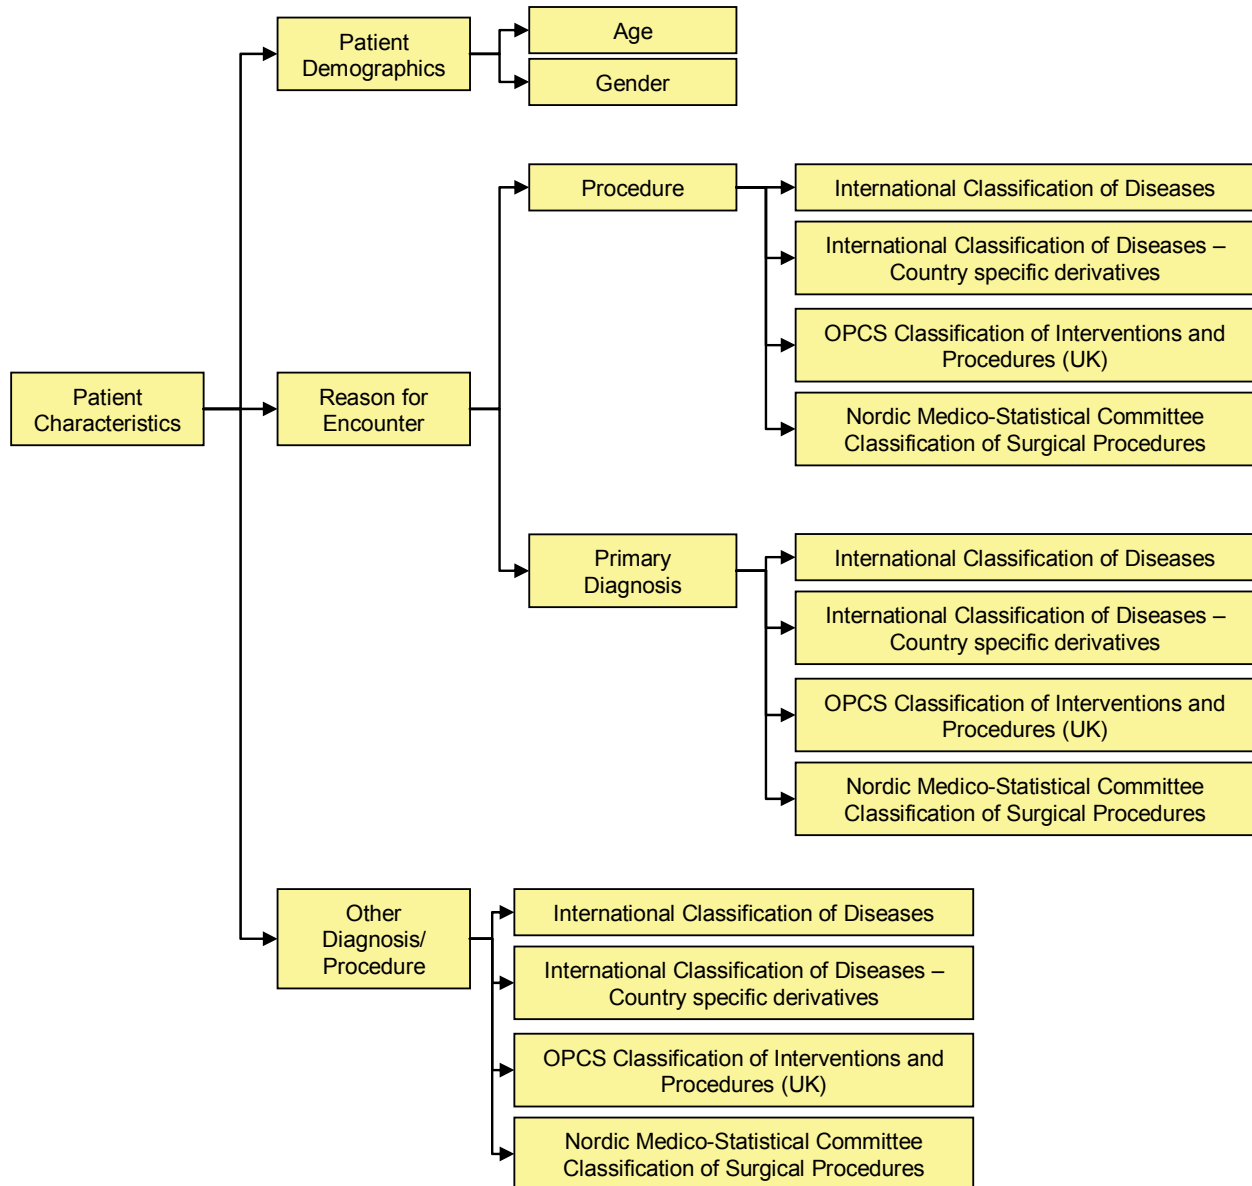 Patient
Demographics
Age
Gender
Procedure
International Classification of Diseases
International Classification of Diseases –
Country specific derivatives
OPCS Classification of Interventions and
Procedures (UK)
Nordic Medico-Statistical Committee
Classification of Surgical Procedures
Patient
Characteristics
Reason for
Encounter
Primary
Diagnosis
International Classification of Diseases
International Classification of Diseases –
Country specific derivatives
OPCS Classification of Interventions and
Procedures (UK)
Nordic Medico-Statistical Committee
Classification of Surgical Procedures
Other
Diagnosis/
Procedure
International Classification of Diseases
International Classification of Diseases –
Country specific derivatives
OPCS Classification of Interventions and
Procedures (UK)
Nordic Medico-Statistical Committee
Classification of Surgical Procedures